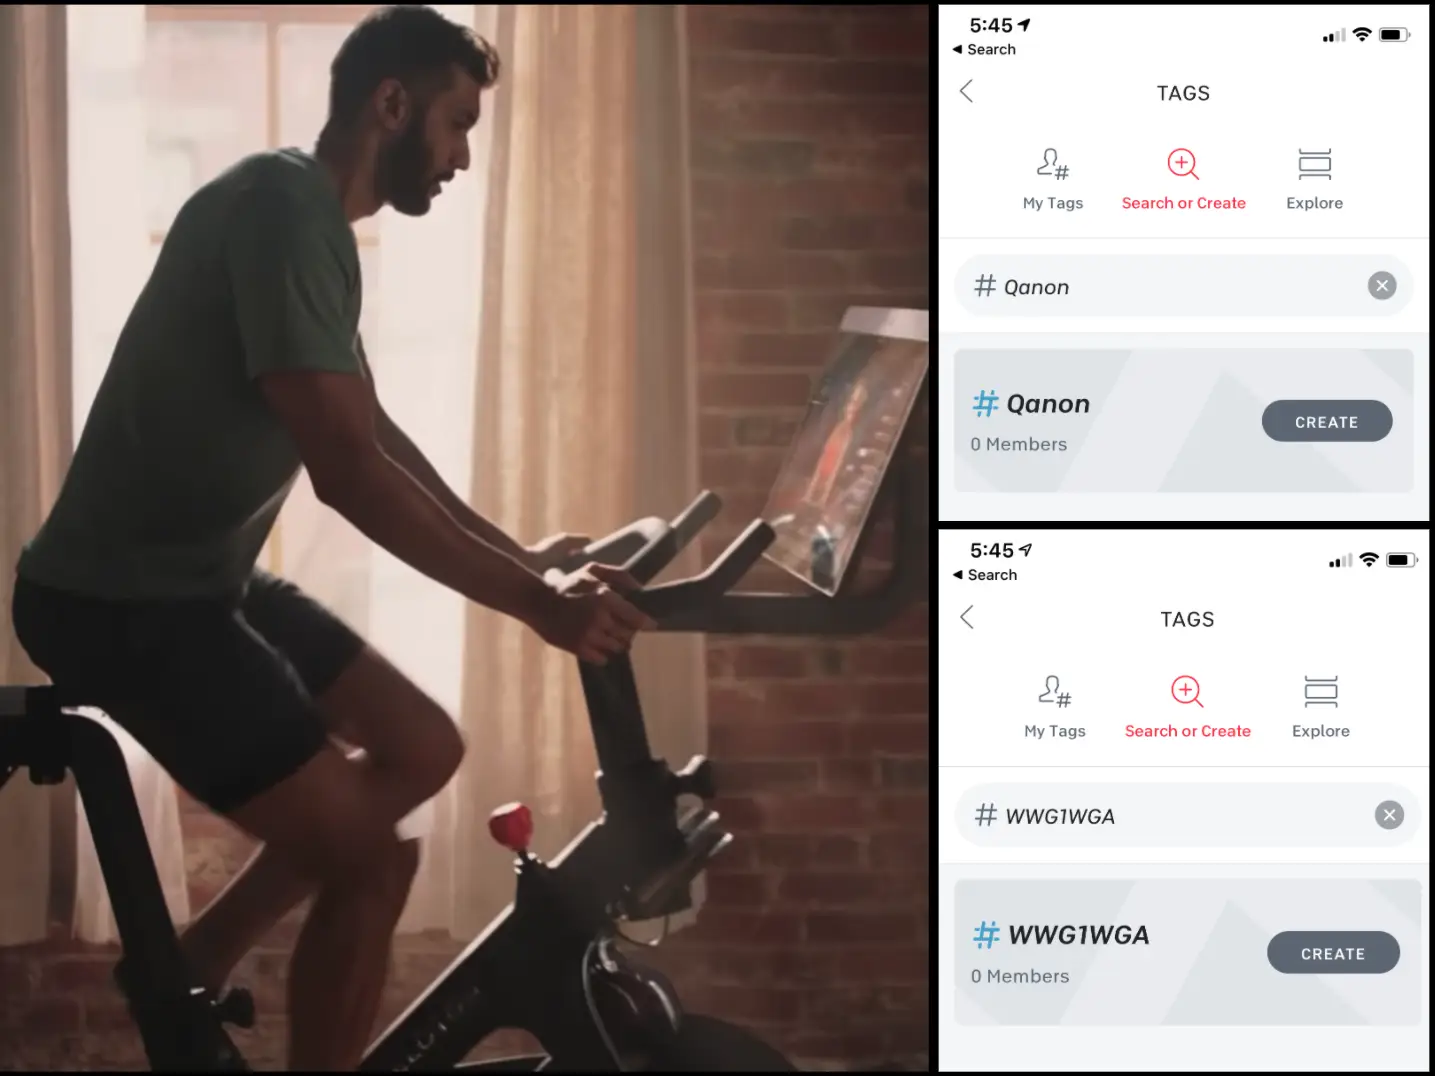 5:45
◀ Search
TAGS
My Tags
Search or Create
Explore
# Qanon
# Qanon
0 Members
CREATE
5:45
◀ Search
TAGS
My Tags
Search or Create
Explore
# WWG1WGA
# WWG1WGA
0 Members
CREATE